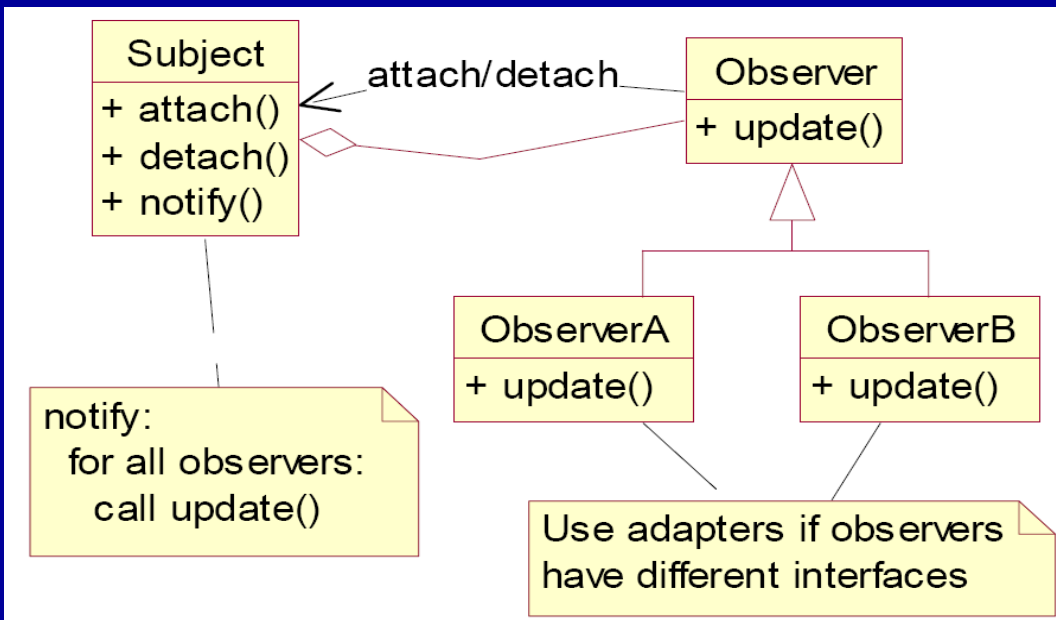 Subject
+ attach()
+ detach()
+ notify()
attach/detach
Observer
+ update()
ObserverA
+ update()
ObserverB
+ update()
notify:
for all observers:
call update()
Use adapters if observers
have different interfaces